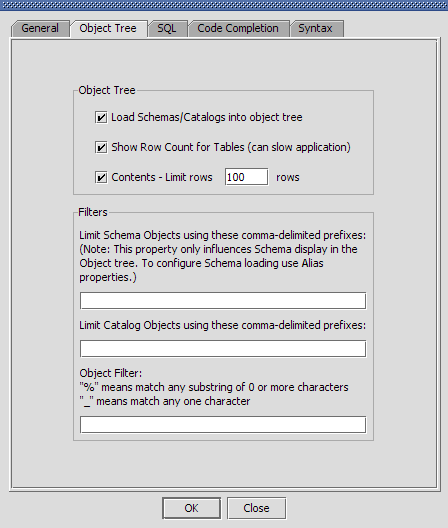 General Object Tree SQL Code Completion Syntax
Object Tree
Load Schemas/Catalogs into object tree
Show Row Count for Tables (can slow application)
Contents - Limit rows 100 rows
Filters
Limit Schema Objects using these comma-delimited prefixes:
(Note: This property only influences Schema display in the
Object tree. To configure Schema loading use Alias
properties.)
Limit Catalog Objects using these comma-delimited prefixes:
Object Filter:
"%" means match any substring of 0 or more characters
"_" means match any one character
OK Close